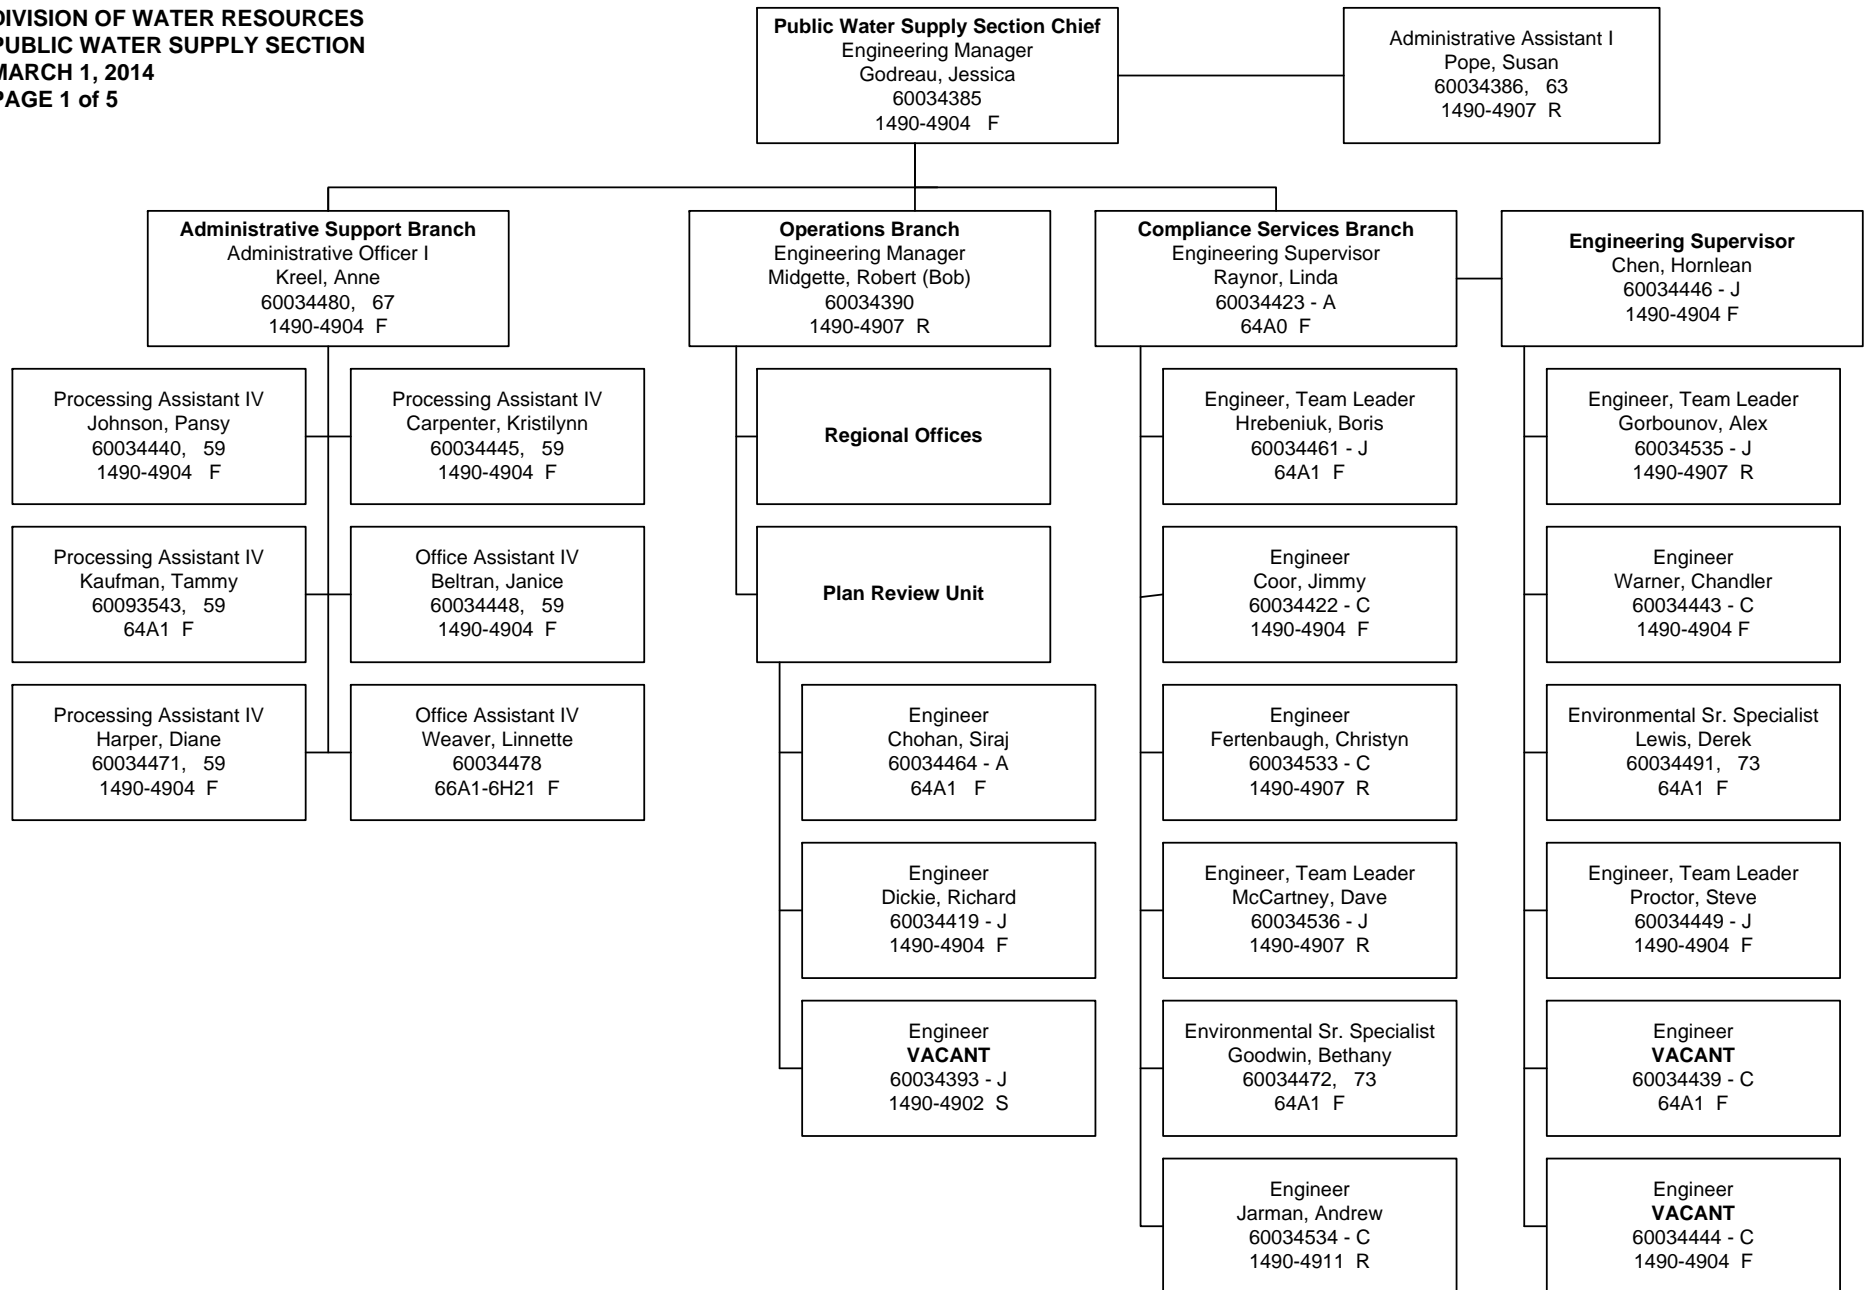 DIVISION OF WATER RESOURCES
PUBLIC WATER SUPPLY SECTION
MARCH 1, 2014
PAGE 1 of 5
Public Water Supply Section Chief
Engineering Manager
Godreau, Jessica
60034385
1490-4904 F
Administrative Assistant I
Pope, Susan
60034386, 63
1490-4907 R
Administrative Support Branch
Administrative Officer I
Kreel, Anne
60034480, 67
1490-4904 F
Operations Branch
Engineering Manager
Midgette, Robert (Bob)
60034390
1490-4907 R
Compliance Services Branch
Engineering Supervisor
Raynor, Linda
60034423 - A
64A0 F
Engineering Supervisor
Chen, Hornlean
60034446 - J
1490-4904 F
Processing Assistant IV
Johnson, Pansy
60034440, 59
1490-4904 F
Processing Assistant IV
Carpenter, Kristilynn
60034445, 59
1490-4904 F
Regional Offices
Engineer, Team Leader
Hrebeniuk, Boris
60034461 - J
64A1 F
Engineer, Team Leader
Gorbounov, Alex
60034535 - J
1490-4907 R
Processing Assistant IV
Kaufman, Tammy
60093543, 59
64A1 F
Office Assistant IV
Beltran, Janice
60034448, 59
1490-4904 F
Plan Review Unit
Engineer
Coor, Jimmy
60034422 - C
1490-4904 F
Engineer
Warner, Chandler
60034443 - C
1490-4904 F
Processing Assistant IV
Harper, Diane
60034471, 59
1490-4904 F
Office Assistant IV
Weaver, Linnette
60034478
66A1-6H21 F
Engineer
Chohan, Siraj
60034464 - A
64A1 F
Engineer
Fertenbaugh, Christyn
60034533 - C
1490-4907 R
Environmental Sr. Specialist
Lewis, Derek
60034491, 73
64A1 F
Engineer
Dickie, Richard
60034419 - J
1490-4904 F
Engineer, Team Leader
McCartney, Dave
60034536 - J
1490-4907 R
Engineer, Team Leader
Proctor, Steve
60034449 - J
1490-4904 F
Engineer
VACANT
60034393 - J
1490-4902 S
Environmental Sr. Specialist
Goodwin, Bethany
60034472, 73
64A1 F
Engineer
VACANT
60034439 - C
64A1 F
Engineer
Jarman, Andrew
60034534 - C
1490-4911 R
Engineer
VACANT
60034444 - C
1490-4904 F